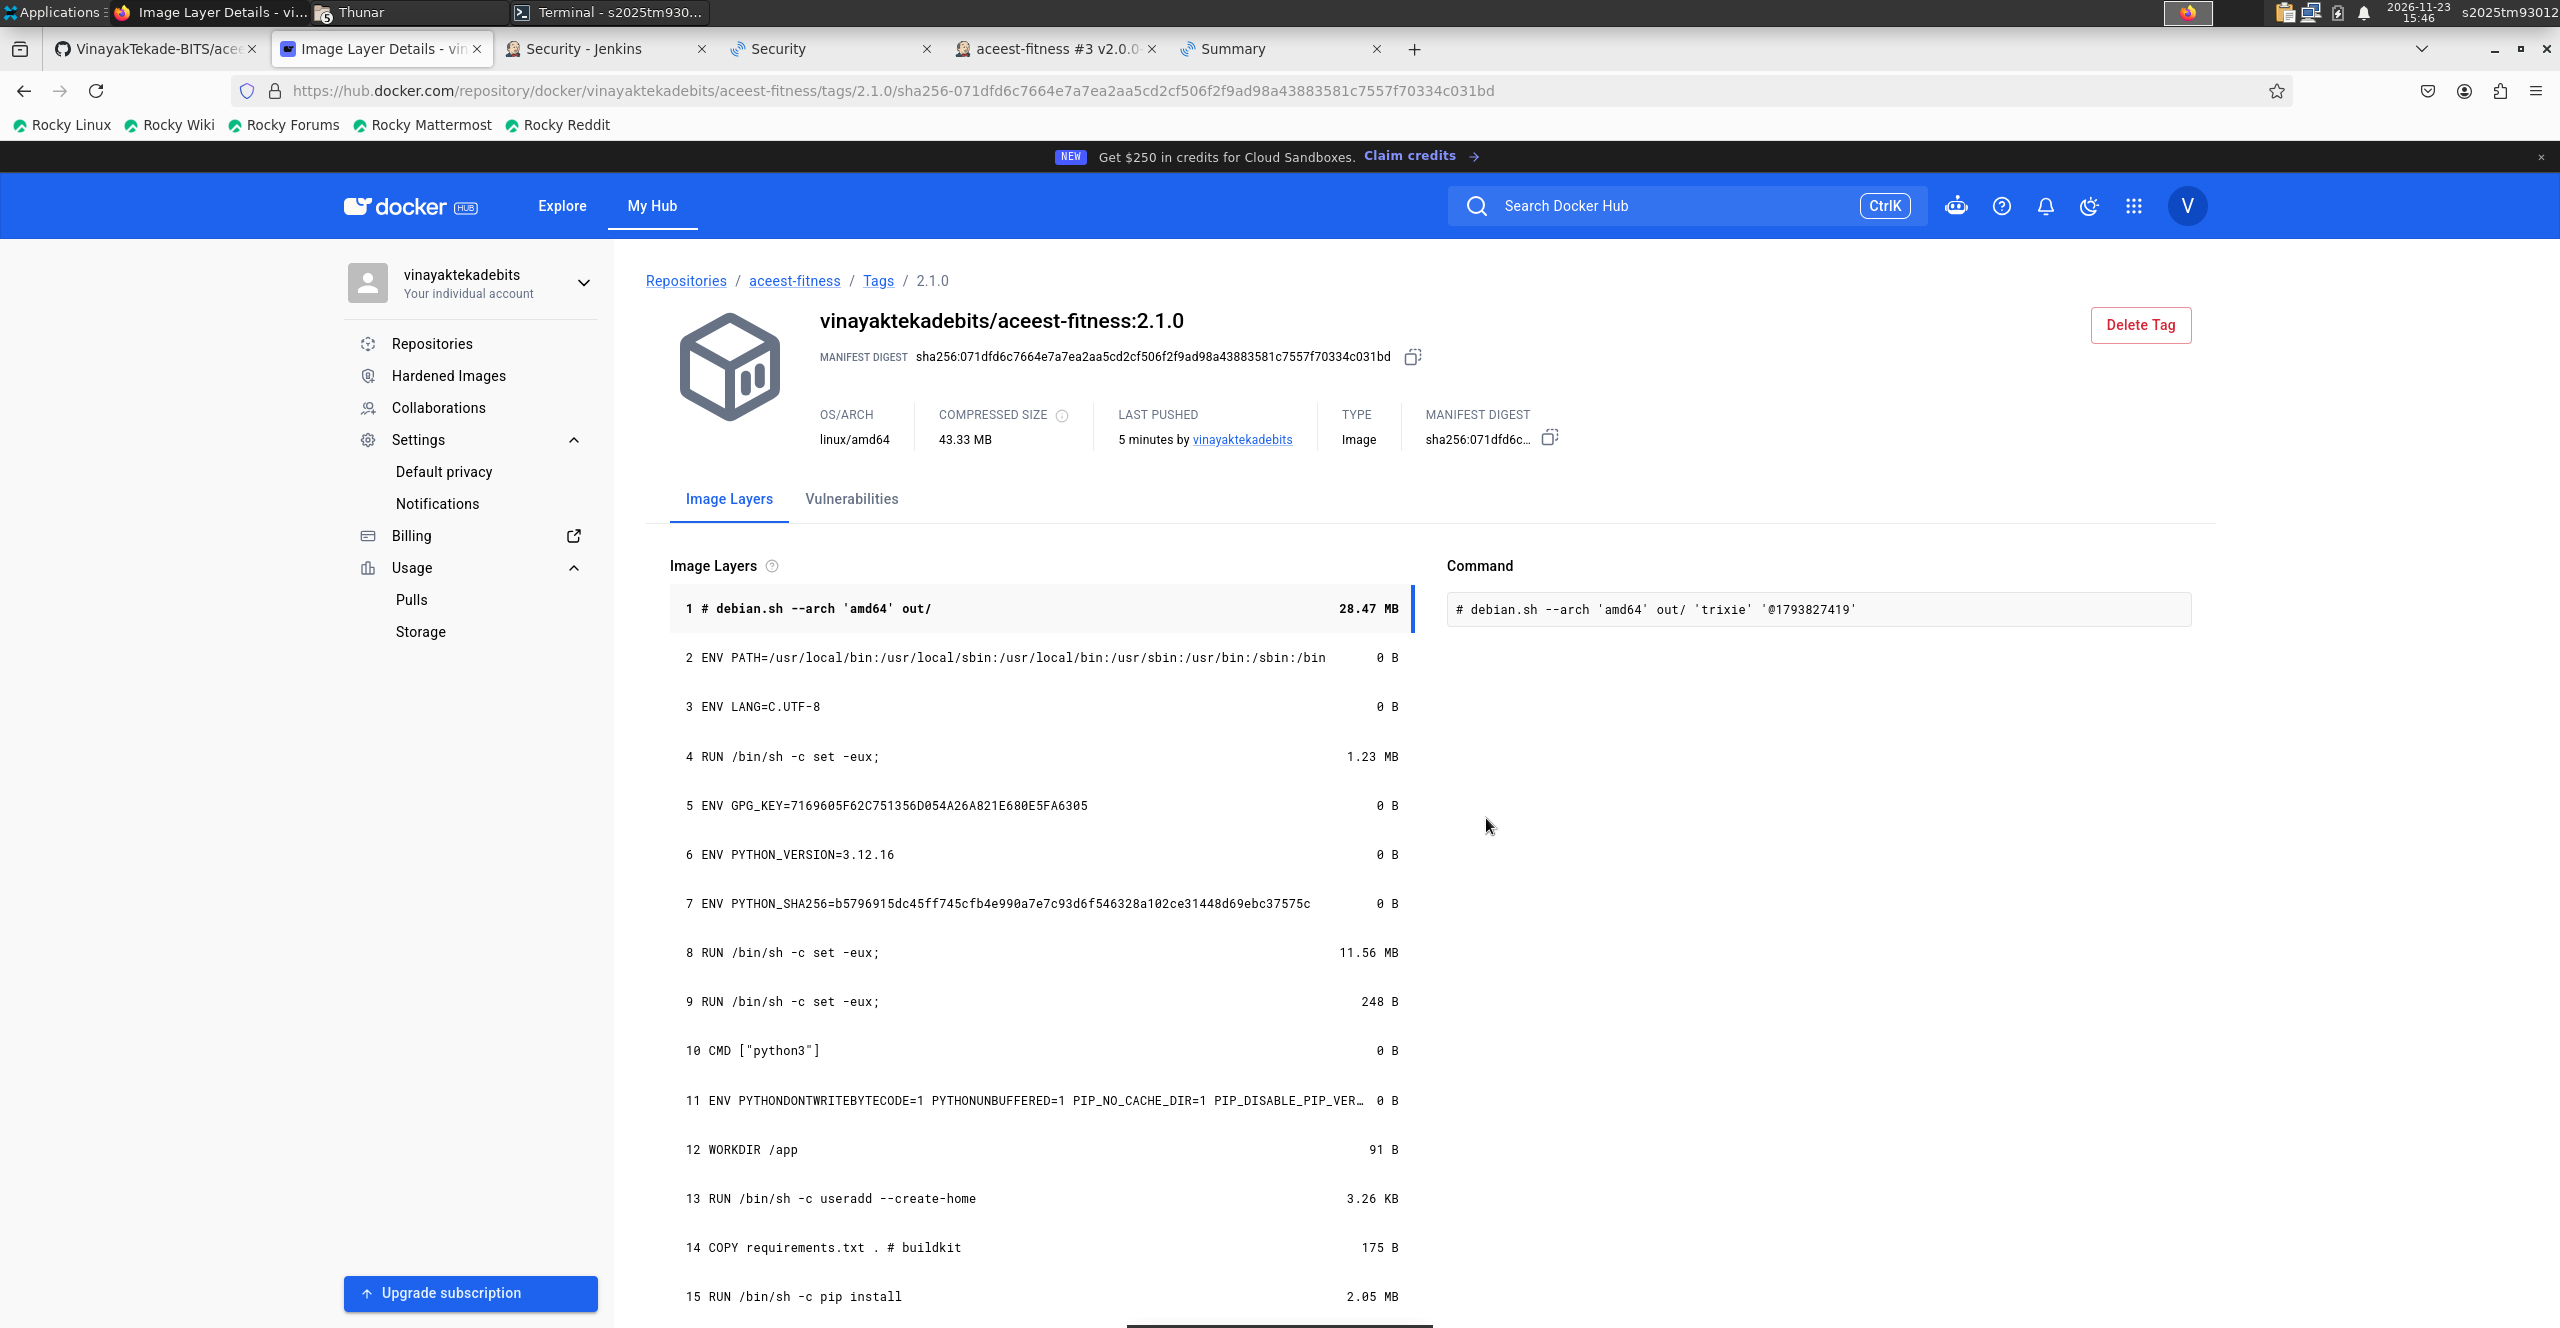 Applications
Image Layer Details - vi...
5
Thunar
Terminal - s2025tm930...
2026-11-23
15:46
s2025tm93012
VinayakTekade-BITS/acee
Image Layer Details - vin
Security - Jenkins
Security
aceest-fitness #3 v2.0.0-
Summary
https://hub.docker.com/repository/docker/vinayaktekadebits/aceest-fitness/tags/2.1.0/sha256-071dfd6c7664e7a7ea2aa5cd2cf506f2f9ad98a43883581c7557f70334c031bd
Rocky Linux
Rocky Wiki
Rocky Forums
Rocky Mattermost
Rocky Reddit
NEW Get $250 in credits for Cloud Sandboxes. Claim credits →
docker HUB
Explore
My Hub
Search Docker Hub
CtrlK
V
vinayaktekadebits
Your individual account
Repositories
Hardened Images
Collaborations
Settings
Default privacy
Notifications
Billing
Usage
Pulls
Storage
Upgrade subscription
Repositories / aceest-fitness / Tags / 2.1.0
vinayaktekadebits/aceest-fitness:2.1.0
Delete Tag
MANIFEST DIGEST sha256:071dfd6c7664e7a7ea2aa5cd2cf506f2f9ad98a43883581c7557f70334c031bd
OS/ARCH
linux/amd64
COMPRESSED SIZE
43.33 MB
LAST PUSHED
5 minutes by vinayaktekadebits
TYPE
Image
MANIFEST DIGEST
sha256:071dfd6c...
Image Layers
Vulnerabilities
Image Layers
1 # debian.sh --arch 'amd64' out/ 28.47 MB
2 ENV PATH=/usr/local/bin:/usr/local/sbin:/usr/local/bin:/usr/sbin:/usr/bin:/sbin:/bin 0 B
3 ENV LANG=C.UTF-8 0 B
4 RUN /bin/sh -c set -eux; 1.23 MB
5 ENV GPG_KEY=7169605F62C751356D054A26A821E680E5FA6305 0 B
6 ENV PYTHON_VERSION=3.12.16 0 B
7 ENV PYTHON_SHA256=b5796915dc45ff745cfb4e990a7e7c93d6f546328a102ce31448d69ebc37575c 0 B
8 RUN /bin/sh -c set -eux; 11.56 MB
9 RUN /bin/sh -c set -eux; 248 B
10 CMD ["python3"] 0 B
11 ENV PYTHONDONTWRITEBYTECODE=1 PYTHONUNBUFFERED=1 PIP_NO_CACHE_DIR=1 PIP_DISABLE_PIP_VER… 0 B
12 WORKDIR /app 91 B
13 RUN /bin/sh -c useradd --create-home 3.26 KB
14 COPY requirements.txt . # buildkit 175 B
15 RUN /bin/sh -c pip install 2.05 MB
Command
# debian.sh --arch 'amd64' out/ 'trixie' '@1793827419'